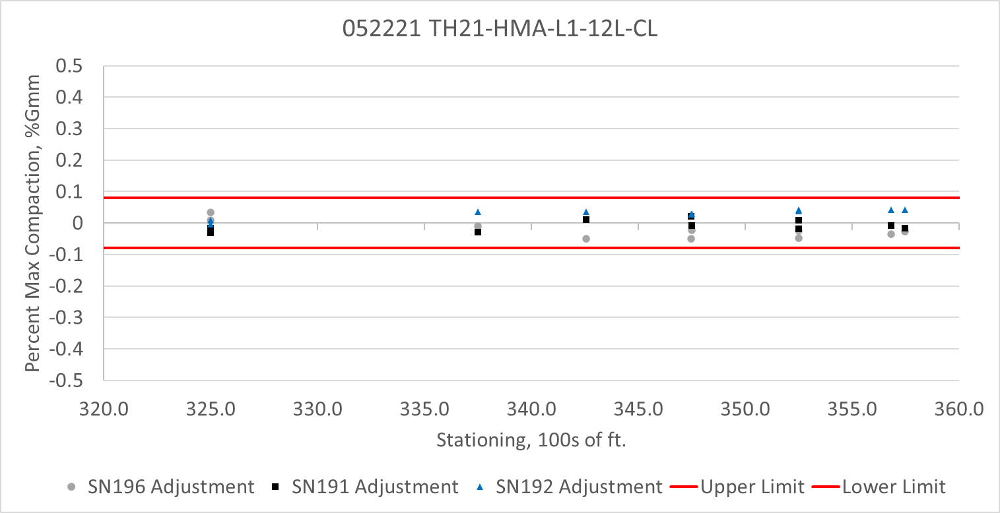 052221 TH21-HMA-L1-12L-CL
Percent Max Compaction, %Gmm
0.5
0.4
0.3
0.2
0.1
0
-0.1
-0.2
-0.3
-0.4
-0.5
320.0 325.0 330.0 335.0 340.0 345.0 350.0 355.0 360.0
Stationing, 100s of ft.
SN196 Adjustment SN191 Adjustment SN192 Adjustment Upper Limit Lower Limit